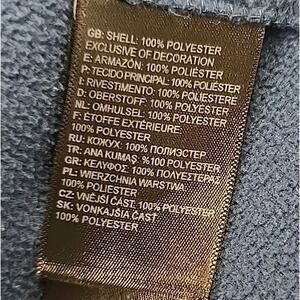 GB: SHELL: 100% POLYESTER
EXCLUSIVE OF DECORATION
E: ARMAZÓN: 100% POLIÉSTER
P: TECIDO PRINCIPAL: 100% POLIÉSTER
I: RIVESTIMENTO: 100% POLIESTERE
D: OBERSTOFF: 100% POLYESTER
NL: OMHULSEL: 100% POLYESTER
F: ÉTOFFE EXTÉRIEURE:
100% POLYESTER
RU: КОЖУХ: 100% ПОЛИЭСТЕР
TR: ANA KUMAŞ: %100 POLYESTER
GR: ΚΕΛΥΦΟΣ: 100% ΠΟΛΥΕΣΤΕΡΑΣ
PL: WIERZCHNIA WARSTWA:
100% POLIESTER
CZ: VNĚJŠÍ ČÁST: 100% POLYESTER
SK: VONKAJŠIA ČASŤ:
100% POLYESTER